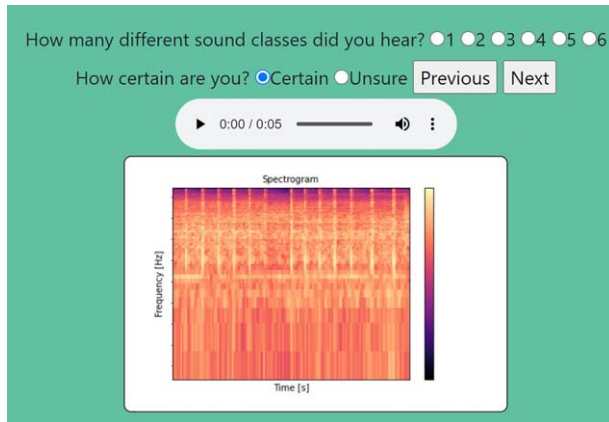 How many different sound classes did you hear? 1 2 3 4 5 6
How certain are you? Certain Unsure Previous Next
0:00 / 0:05
Spectrogram
Frequency [Hz]
Time [s]